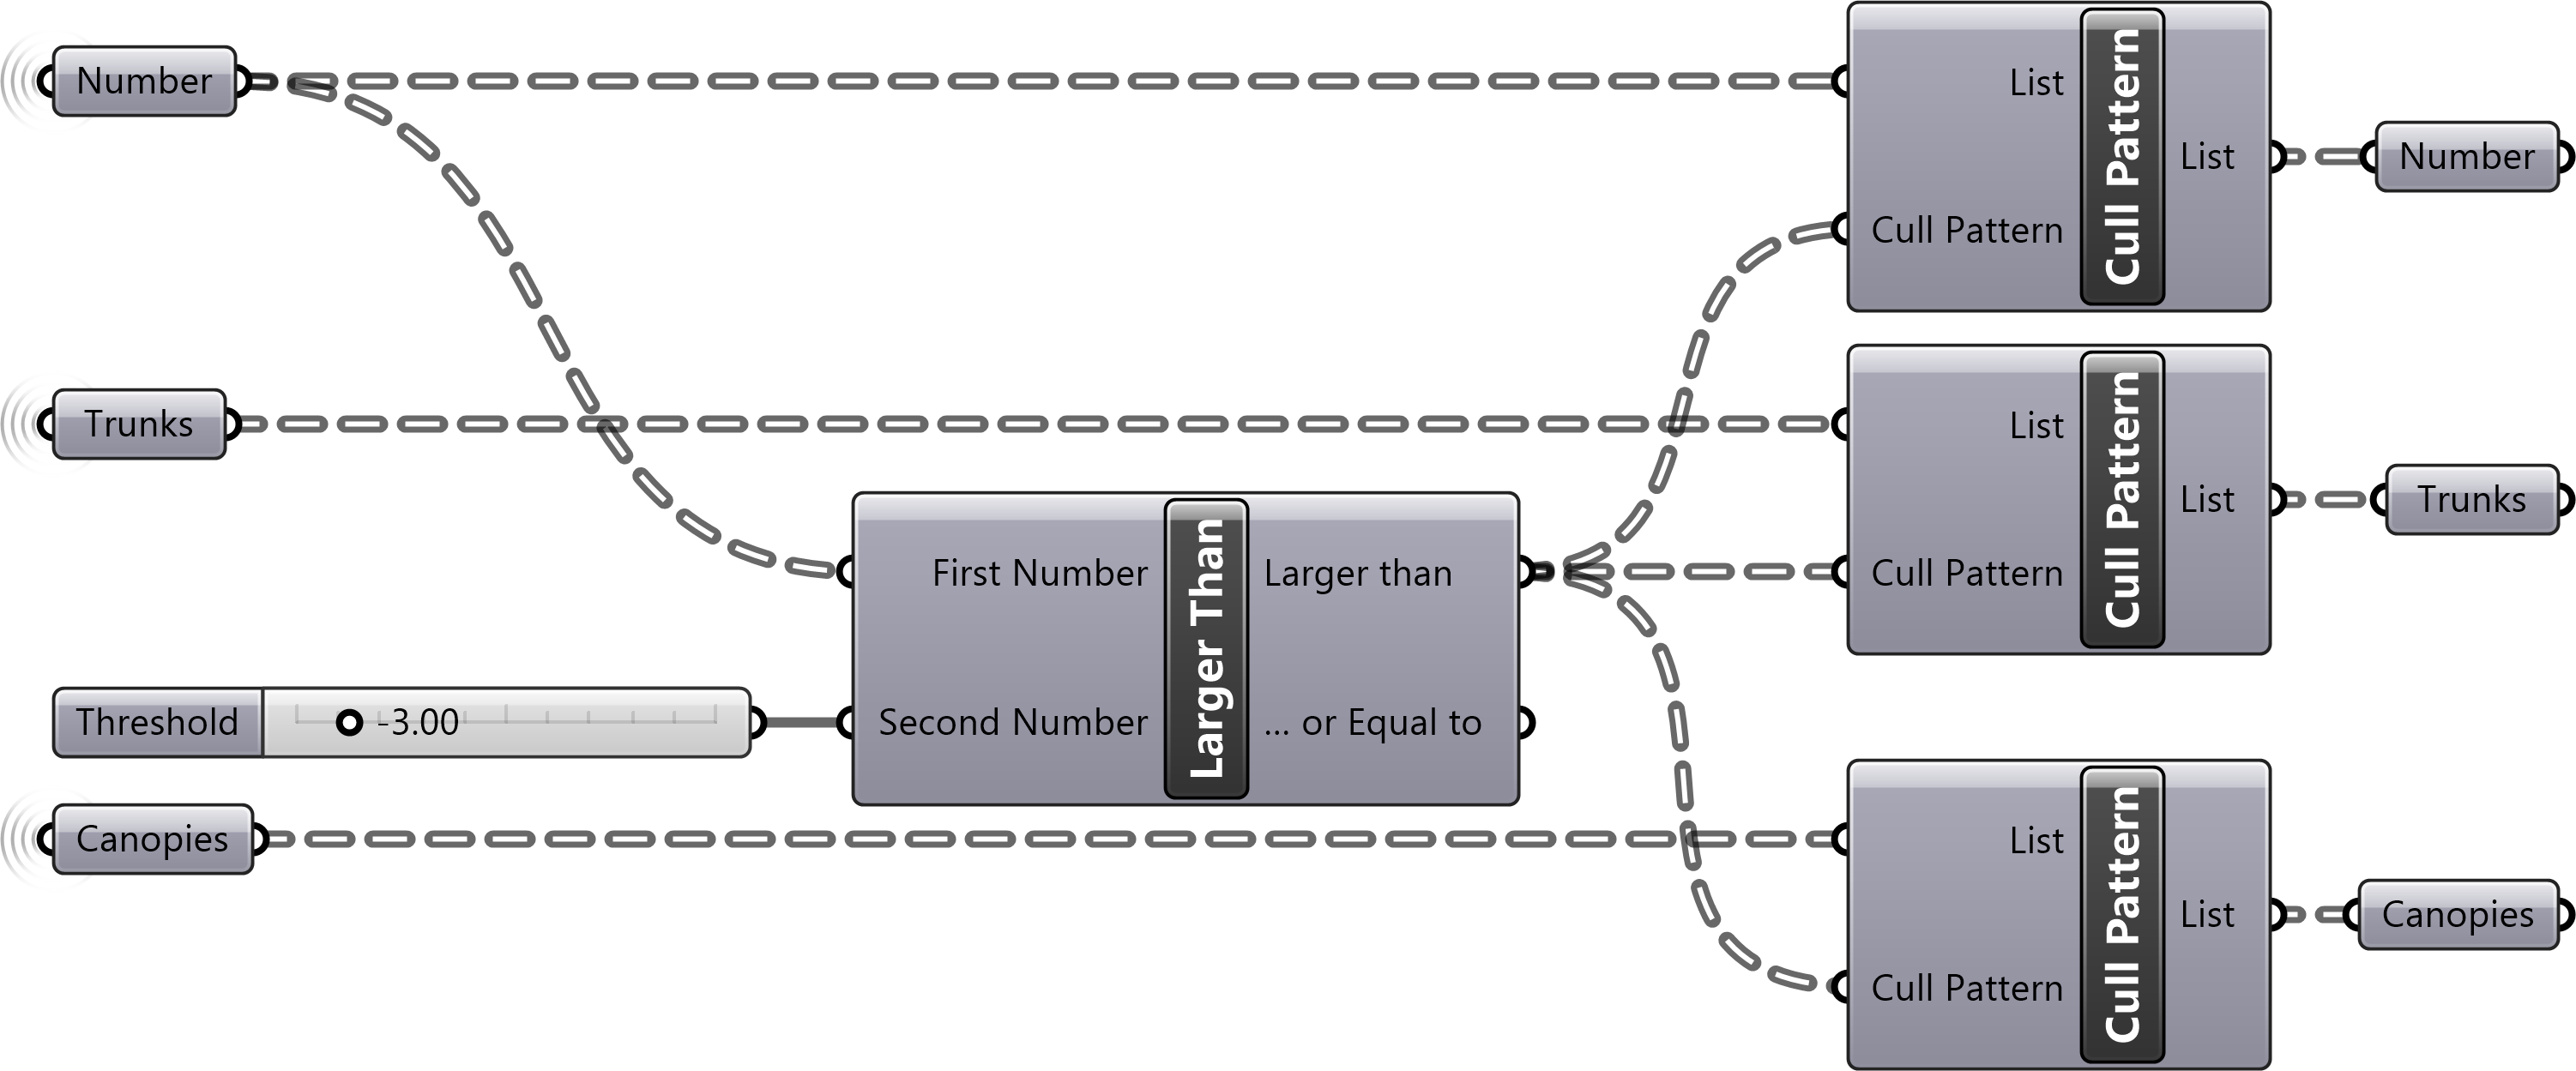 Number
List
Cull Pattern
Cull Pattern
List
Number
Trunks
List
Cull Pattern
Cull Pattern
List
Trunks
First Number
Second Number
Larger Than
Larger than
... or Equal to
Threshold
-3.00
Canopies
List
Cull Pattern
Cull Pattern
List
Canopies